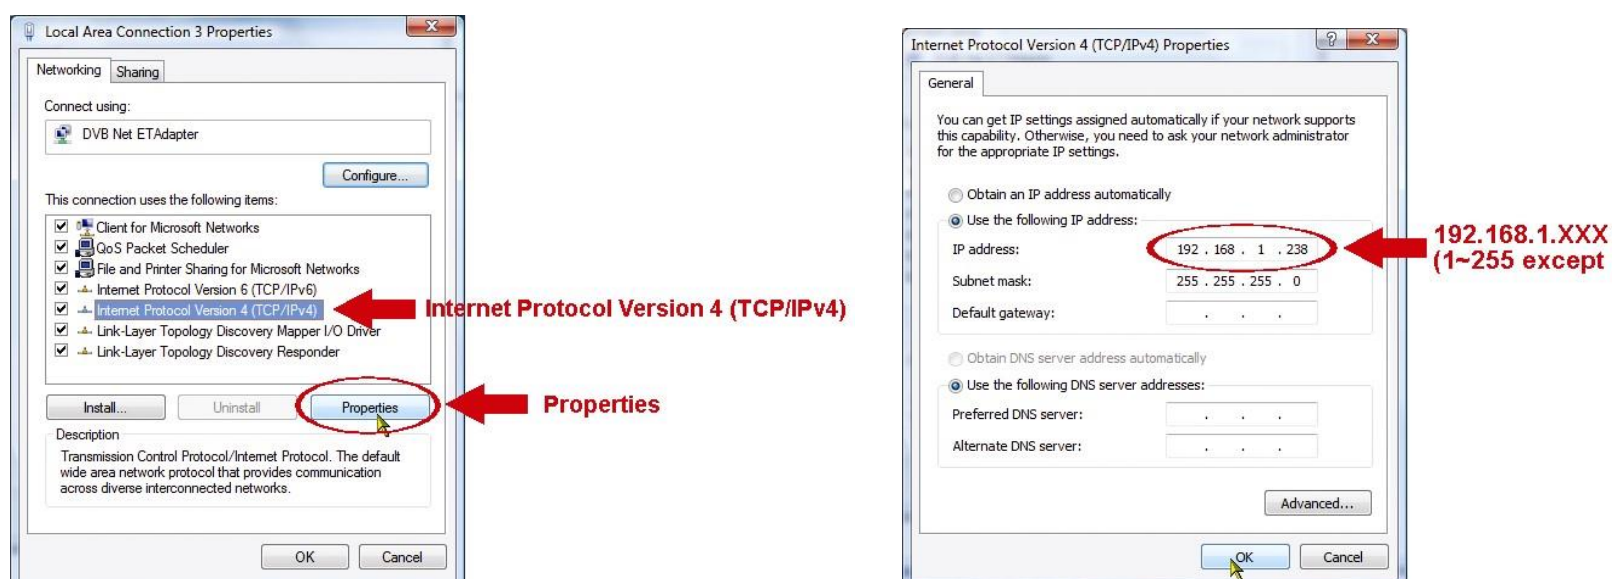 Local Area Connection 3 Properties
Networking
Sharing
Connect using:
DVB Net ETAdapter
Configure...
This connection uses the following items:
Client for Microsoft Networks
QoS Packet Scheduler
File and Printer Sharing for Microsoft Networks
Internet Protocol Version 6 (TCP/IPv6)
Internet Protocol Version 4 (TCP/IPv4)
Link-Layer Topology Discovery Mapper I/O Driver
Link-Layer Topology Discovery Responder
Install...
Uninstall
Properties
Description
Transmission Control Protocol/Internet Protocol. The default
wide area network protocol that provides communication
across diverse interconnected networks.
OK
Cancel
Internet Protocol Version 4 (TCP/IPv4)
Properties
Internet Protocol Version 4 (TCP/IPv4) Properties
General
You can get IP settings assigned automatically if your network supports
this capability. Otherwise, you need to ask your network administrator
for the appropriate IP settings.
Obtain an IP address automatically
Use the following IP address:
IP address: 192 . 168 . 1 . 238
Subnet mask: 255 . 255 . 255 . 0
Default gateway: . . .
Obtain DNS server address automatically
Use the following DNS server addresses:
Preferred DNS server: . . .
Alternate DNS server: . . .
Advanced...
OK
Cancel
192.168.1.XXX
(1~255 except